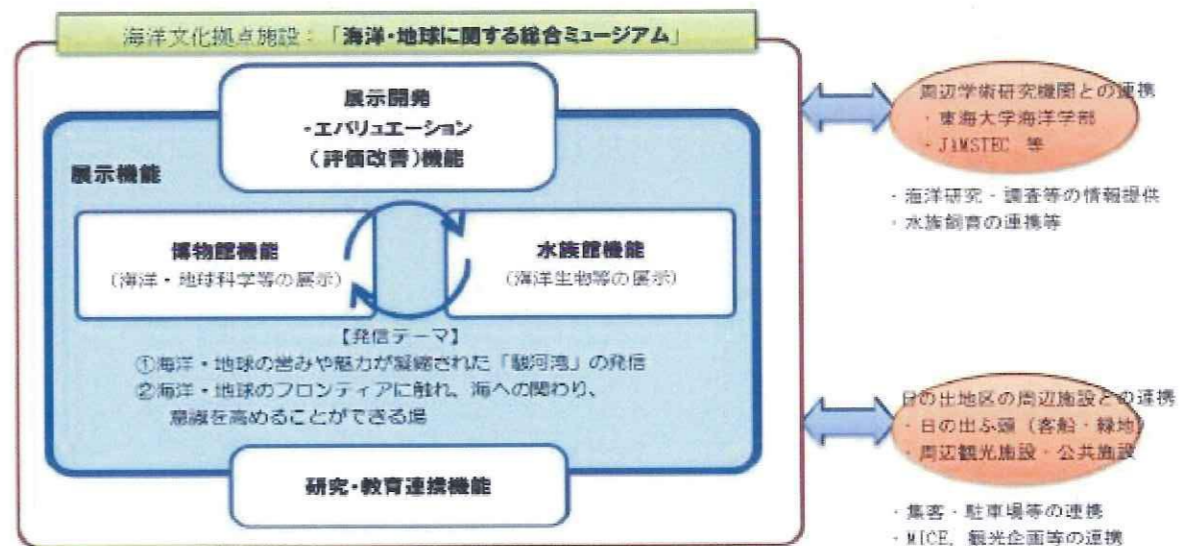 海洋文化拠点施設：「海洋・地球に関する総合ミュージアム」
展示開発
・エバリュエーション
（評価改善）機能
展示機能
博物館機能
（海洋・地球科学等の展示）
水族館機能
（海洋生物等の展示）
【発信テーマ】
①海洋・地球の営みや魅力が凝縮された「駿河湾」の発信
②海洋・地球のフロンティアに触れ、海への関わり、
意識を高めることができる場
研究・教育連携機能
周辺学術研究機関との連携
・東海大学海洋学部
・JAMSTEC 等
・海洋研究・調査等の情報提供
・水族飼育の連携等
日の出地区の周辺施設との連携
・日の出ふ頭（客船・緑地）
・周辺観光施設・公共施設
・集客・駐車場等の連携
・MICE，観光企画等の連携